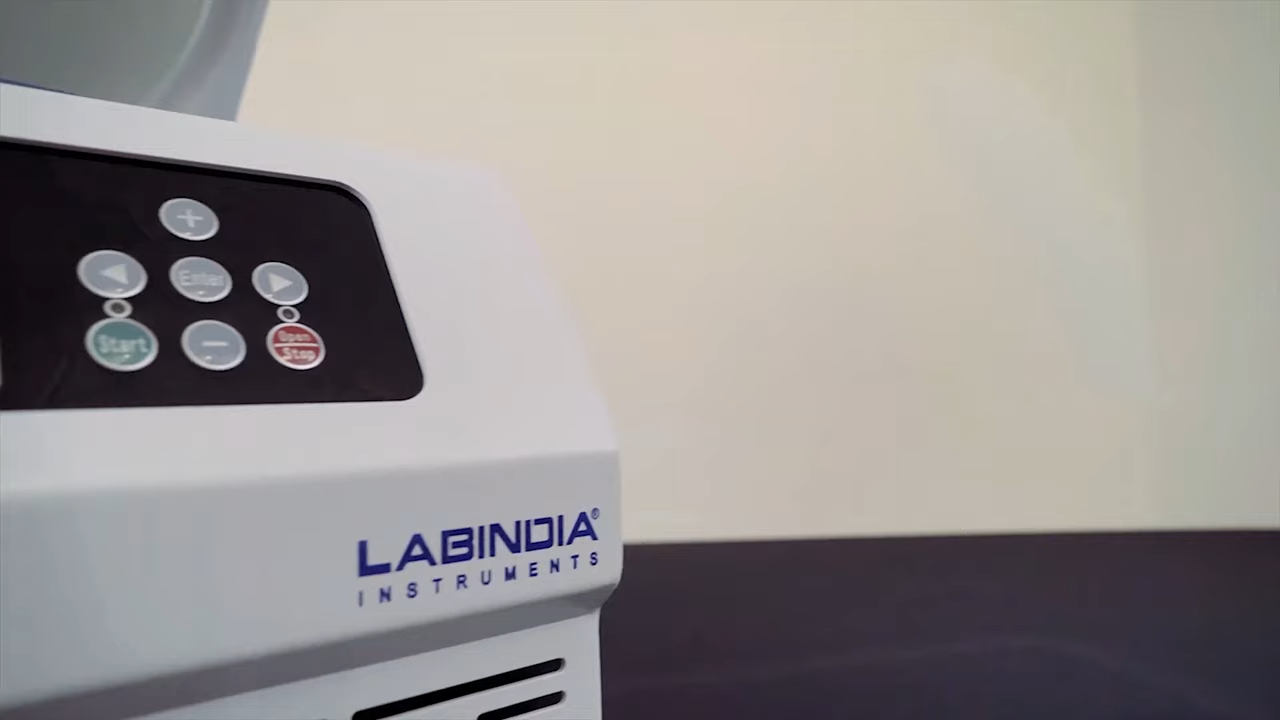 +
Enter
Start
−
Open
Stop
LABINDIA®
INSTRUMENTS